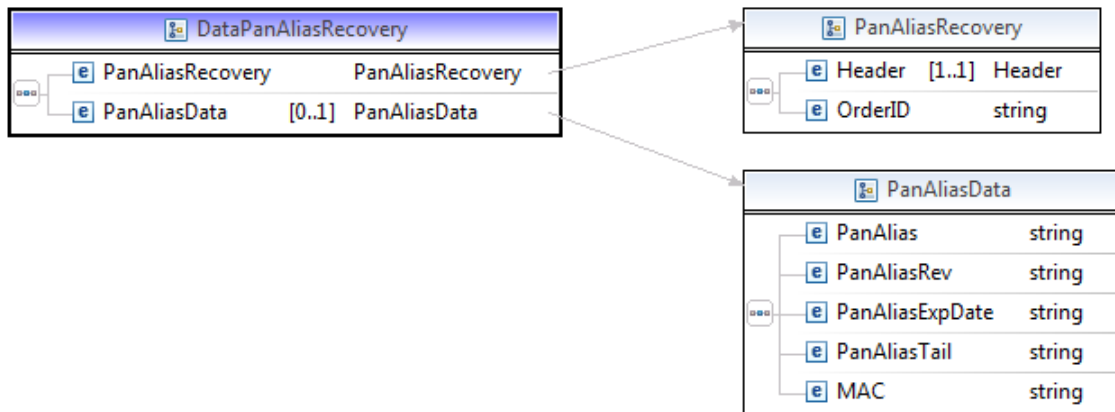 DataPanAliasRecovery
PanAliasRecovery PanAliasRecovery
PanAliasData [0..1] PanAliasData
PanAliasRecovery
e Header [1..1] Header
e OrderID string
PanAliasData
e PanAlias string
e PanAliasRev string
e PanAliasExpDate string
e PanAliasTail string
e MAC string